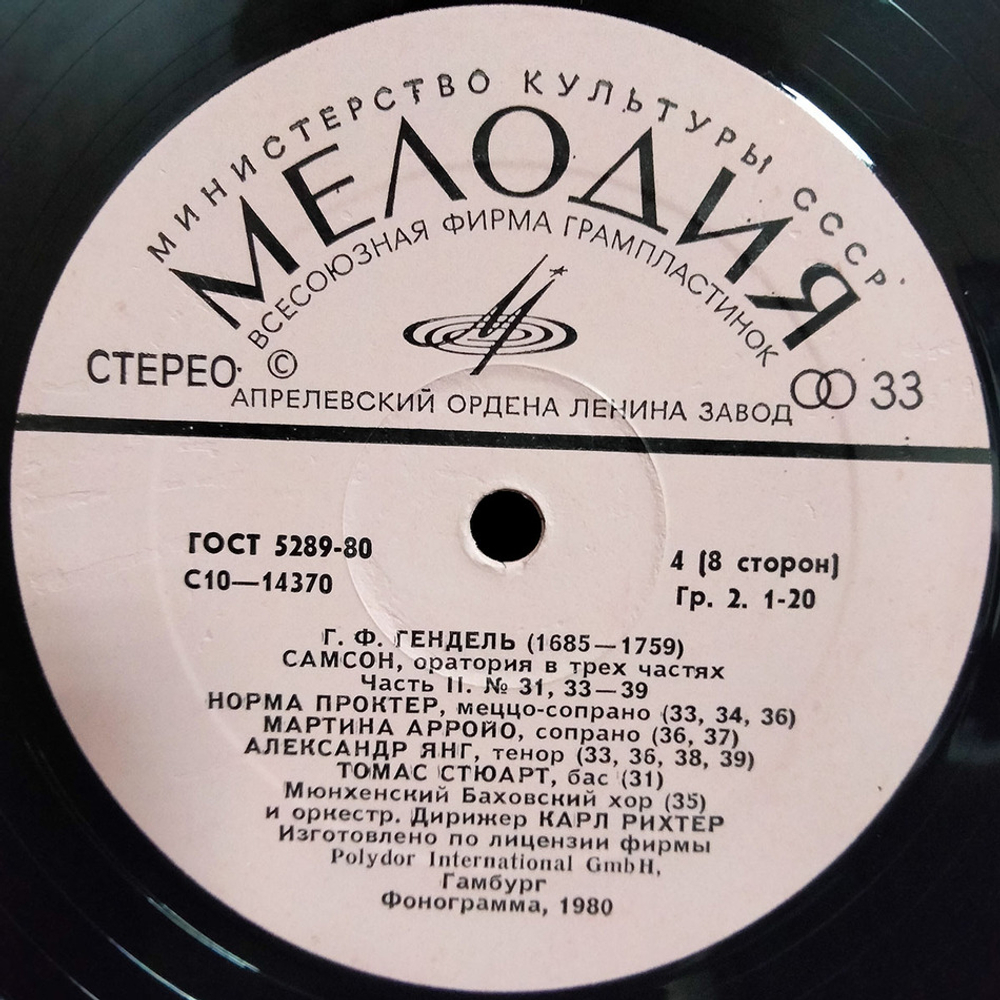 МИНИСТЕРСТВО КУЛЬТУРЫ СССР
МЕЛОДИЯ
ВСЕСОЮЗНАЯ ФИРМА ГРАМПЛАСТИНОК
СТЕРЕО ©
33
АПРЕЛЕВСКИЙ ОРДЕНА ЛЕНИНА ЗАВОД
ГОСТ 5289-80
4 (8 сторон)
С10—14370
Гр. 2. 1-20
Г. Ф. ГЕНДЕЛЬ (1685—1759)
САМСОН, оратория в трех частях
Часть II. № 31, 33—39
НОРМА ПРОКТЕР, меццо-сопрано (33, 34, 36)
МАРТИНА АРРОЙО, сопрано (36, 37)
АЛЕКСАНДР ЯНГ, тенор (33, 36, 38, 39)
ТОМАС СТЮАРТ, бас (31)
Мюнхенский Баховский хор (35)
и оркестр. Дирижер КАРЛ РИХТЕР
Изготовлено по лицензии фирмы
Polydor International GmbH,
Гамбург
Фонограмма, 1980